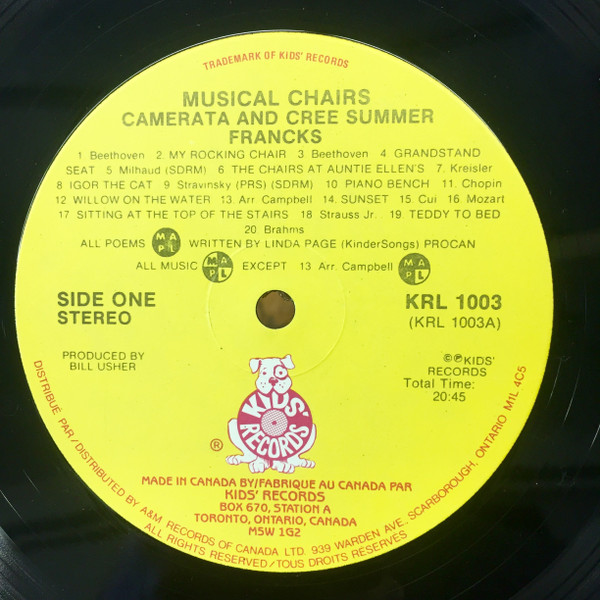 TRADEMARK OF KIDS' RECORDS
MUSICAL CHAIRS
CAMERATA AND CREE SUMMER
FRANCKS
1 Beethoven 2. MY ROCKING CHAIR 3 Beethoven 4 GRANDSTAND
SEAT 5 Milhaud (SDRM) 6 THE CHAIRS AT AUNTIE ELLEN'S 7. Kreisler
8 IGOR THE CAT 9 Stravinsky (PRS) (SDRM) 10 PIANO BENCH 11. Chopin
12 WILLOW ON THE WATER 13. Arr Campbell 14. SUNSET 15. Cui 16 Mozart
17 SITTING AT THE TOP OF THE STAIRS 18 Strauss Jr. 19. TEDDY TO BED
20 Brahms
ALL POEMS MAPL WRITTEN BY LINDA PAGE (KinderSongs) PROCAN
ALL MUSIC MAPL EXCEPT 13 Arr. Campbell MAPL
SIDE ONE
STEREO
KRL 1003
(KRL 1003A)
PRODUCED BY
BILL USHER
©℗KIDS'
RECORDS
Total Time:
20:45
KIDS'
RECORDS
®
MADE IN CANADA BY/FABRIQUE AU CANADA PAR
KIDS' RECORDS
BOX 670, STATION A
TORONTO, ONTARIO, CANADA
M5W 1G2
DISTRIBUÉ PAR/DISTRIBUTED BY A&M RECORDS OF CANADA LTD. 939 WARDEN AVE. SCARBOROUGH, ONTARIO M1L 4C5
ALL RIGHTS RESERVED/TOUS DROITS RESERVÉS